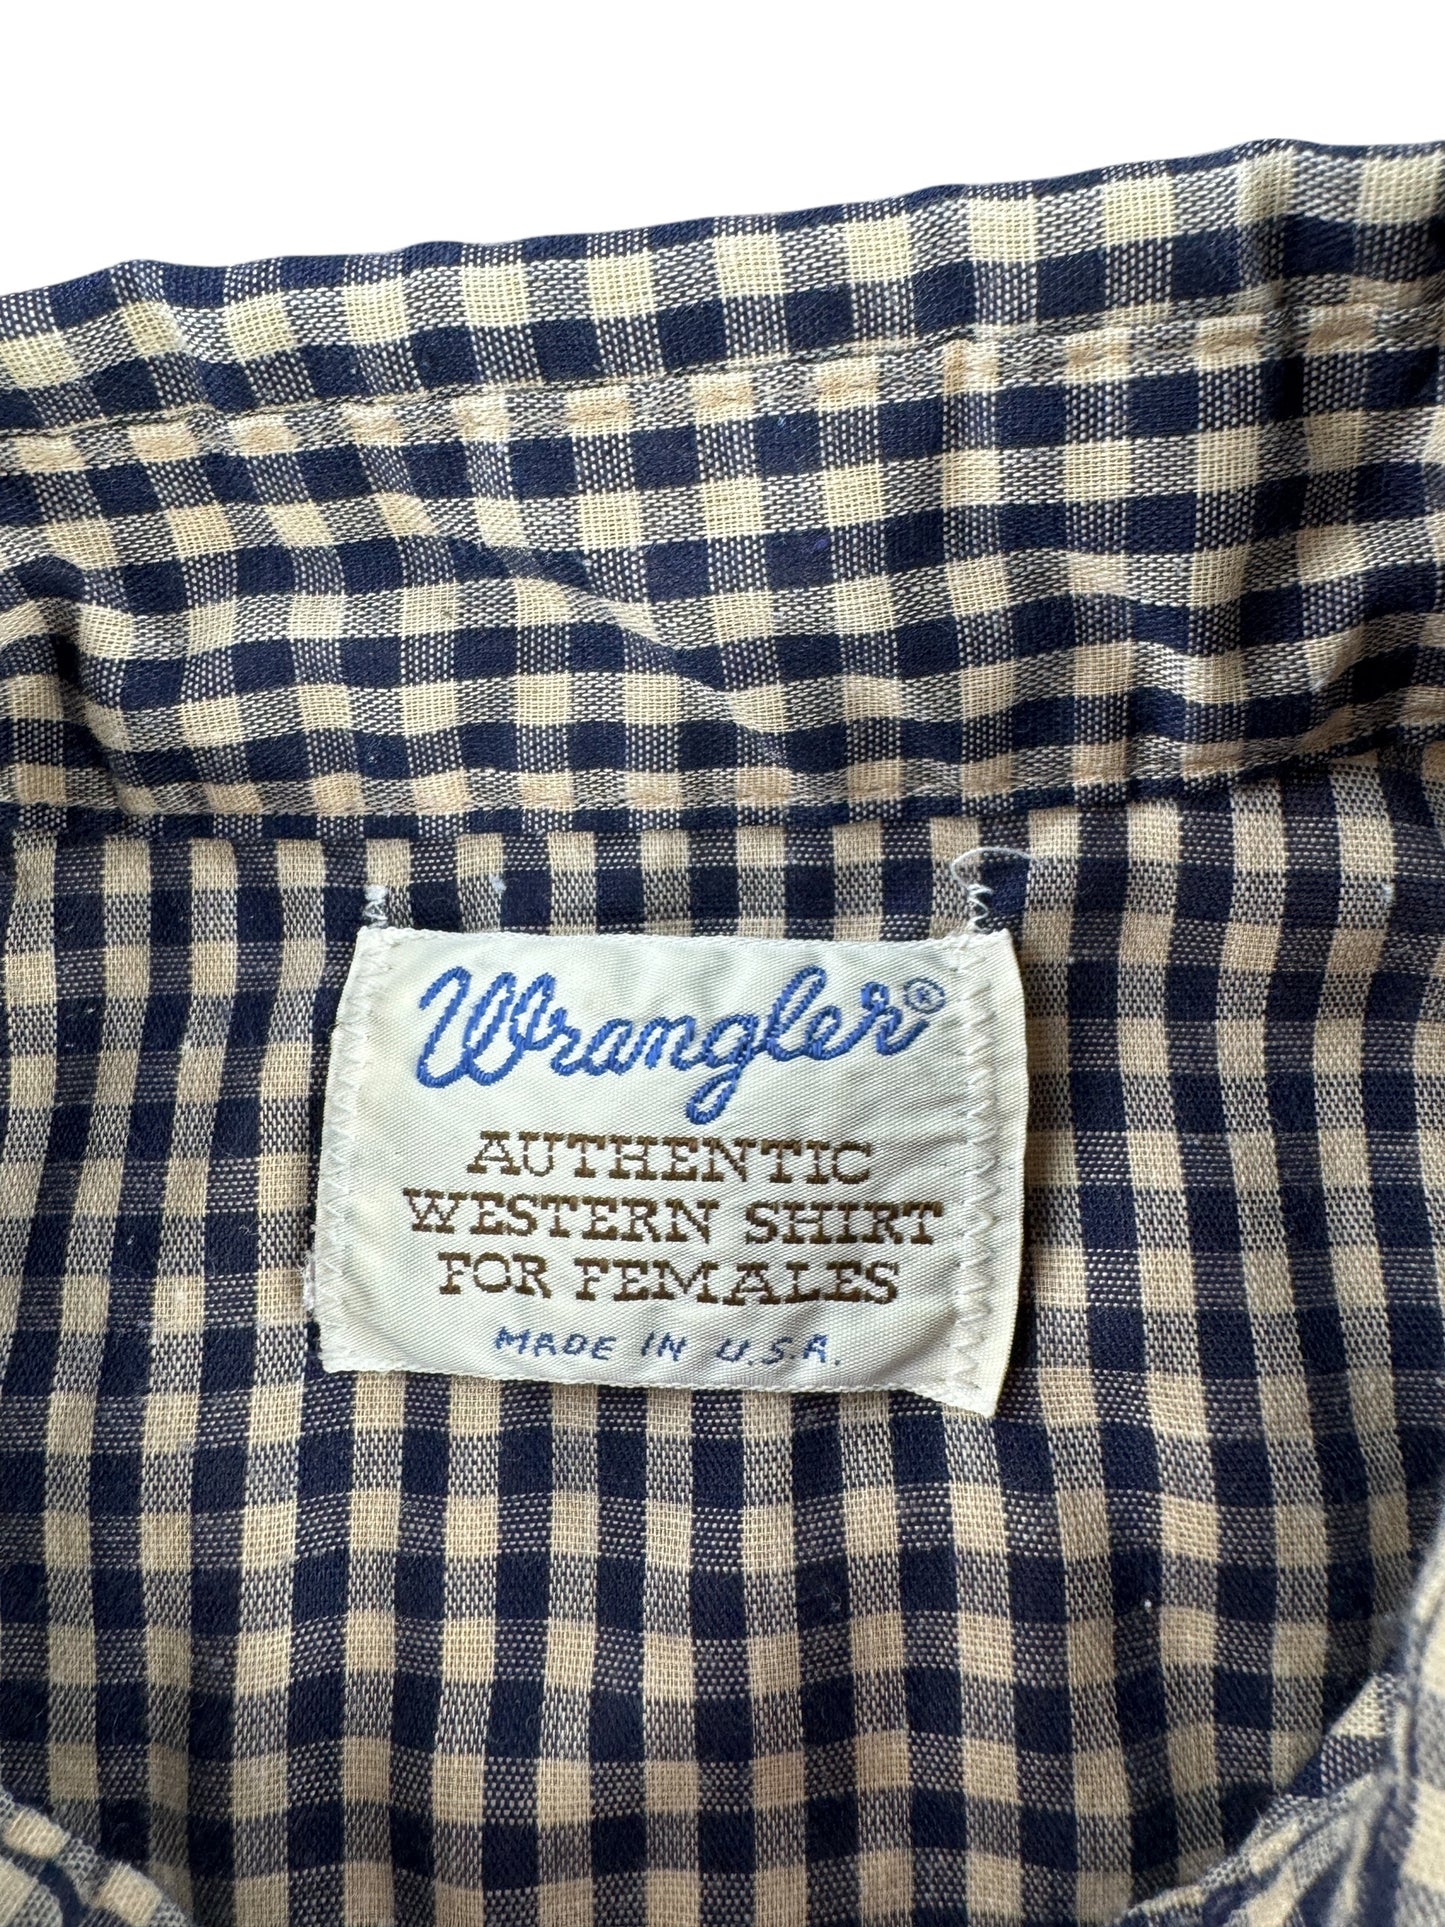 Wrangler®
AUTHENTIC
WESTERN SHIRT
FOR FEMALES
MADE IN U.S.A.